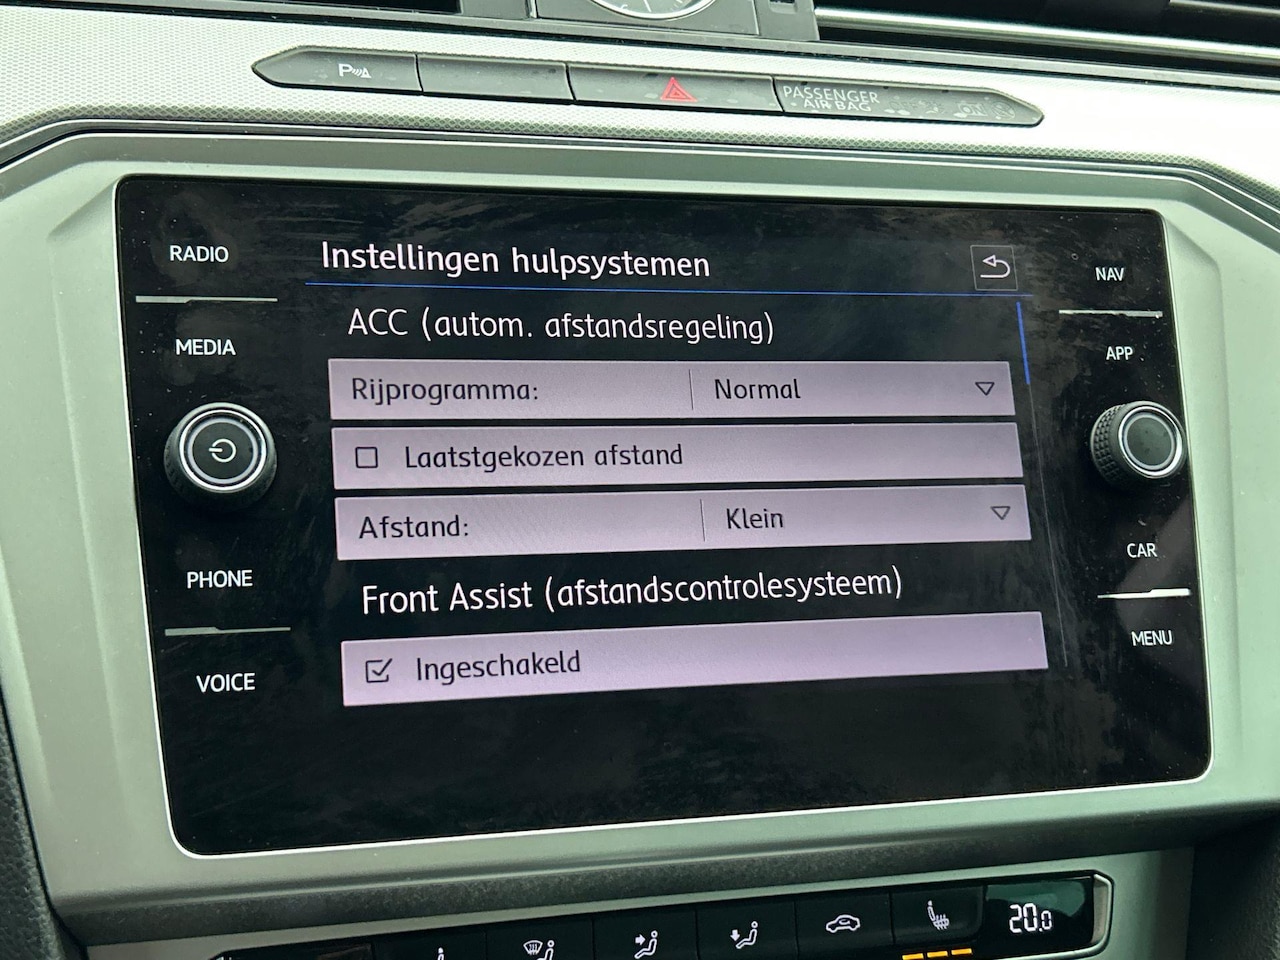 P
PASSENGER
AIR BAG
RADIO
MEDIA
PHONE
VOICE
Instellingen hulpsystemen
ACC (autom. afstandsregeling)
Rijprogramma: Normal
Laatstgekozen afstand
Afstand: Klein
Front Assist (afstandscontrolesysteem)
Ingeschakeld
NAV
APP
CAR
MENU
20.0